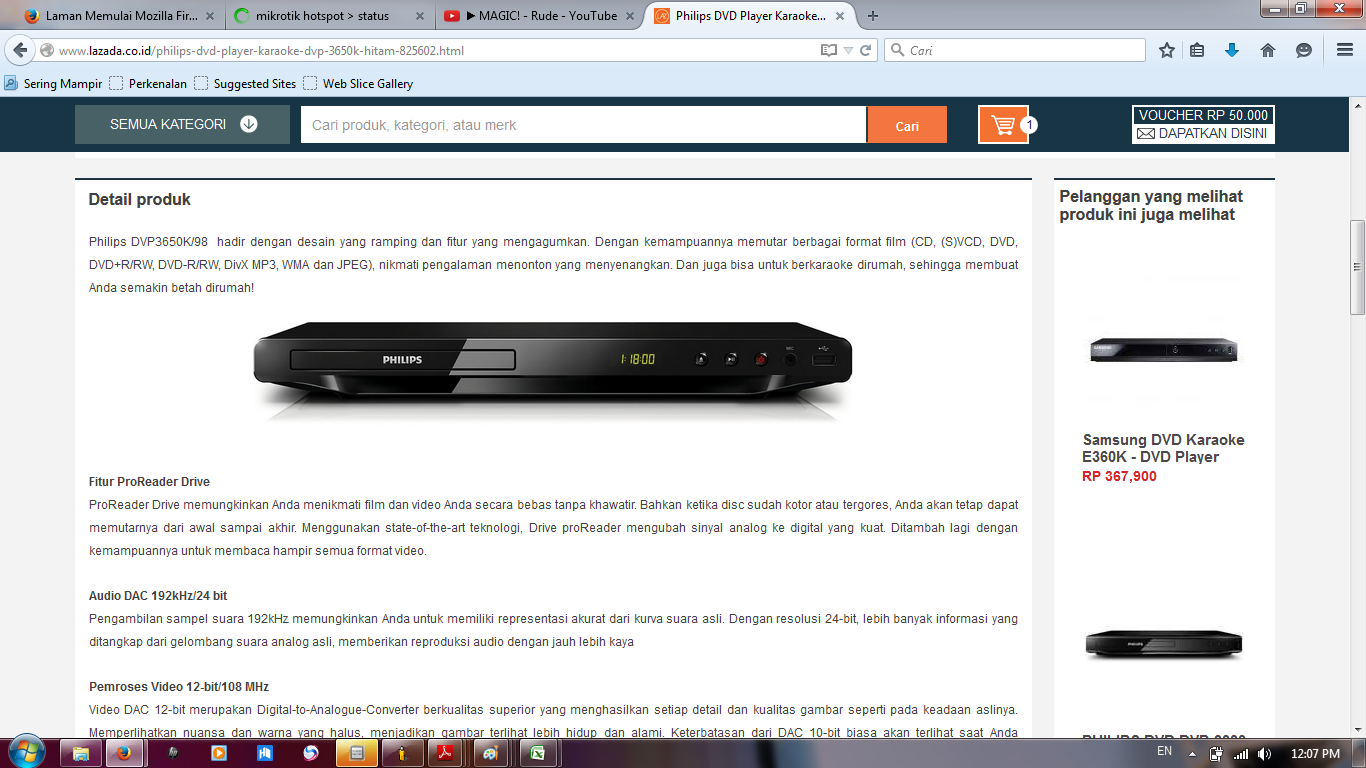 Laman Memulai Mozilla Fir...
mikrotik hotspot > status
▶ MAGIC! - Rude - YouTube
Philips DVD Player Karaoke...
www.lazada.co.id/philips-dvd-player-karaoke-dvp-3650k-hitam-825602.html
Cari
Sering Mampir
Perkenalan
Suggested Sites
Web Slice Gallery
SEMUA KATEGORI
Cari produk, kategori, atau merk
Cari
1
VOUCHER RP 50.000
DAPATKAN DISINI
Detail produk
Philips DVP3650K/98 hadir dengan desain yang ramping dan fitur yang mengagumkan. Dengan kemampuannya memutar berbagai format film (CD, (S)VCD, DVD,
DVD+R/RW, DVD-R/RW, DivX MP3, WMA dan JPEG), nikmati pengalaman menonton yang menyenangkan. Dan juga bisa untuk berkaraoke dirumah, sehingga membuat
Anda semakin betah dirumah!
PHILIPS
1:18:00
Fitur ProReader Drive
ProReader Drive memungkinkan Anda menikmati film dan video Anda secara bebas tanpa khawatir. Bahkan ketika disc sudah kotor atau tergores, Anda akan tetap dapat
memutarnya dari awal sampai akhir. Menggunakan state-of-the-art teknologi, Drive proReader mengubah sinyal analog ke digital yang kuat. Ditambah lagi dengan
kemampuannya untuk membaca hampir semua format video.
Audio DAC 192kHz/24 bit
Pengambilan sampel suara 192kHz memungkinkan Anda untuk memiliki representasi akurat dari kurva suara asli. Dengan resolusi 24-bit, lebih banyak informasi yang
ditangkap dari gelombang suara analog asli, memberikan reproduksi audio dengan jauh lebih kaya
Pemroses Video 12-bit/108 MHz
Video DAC 12-bit merupakan Digital-to-Analogue-Converter berkualitas superior yang menghasilkan setiap detail dan kualitas gambar seperti pada keadaan aslinya.
Memperlihatkan nuansa dan warna yang halus, menjadikan gambar terlihat lebih hidup dan alami. Keterbatasan dari DAC 10-bit biasa akan terlihat saat Anda
Pelanggan yang melihat
produk ini juga melihat
Samsung DVD Karaoke
E360K - DVD Player
RP 367,900
EN
12:07 PM